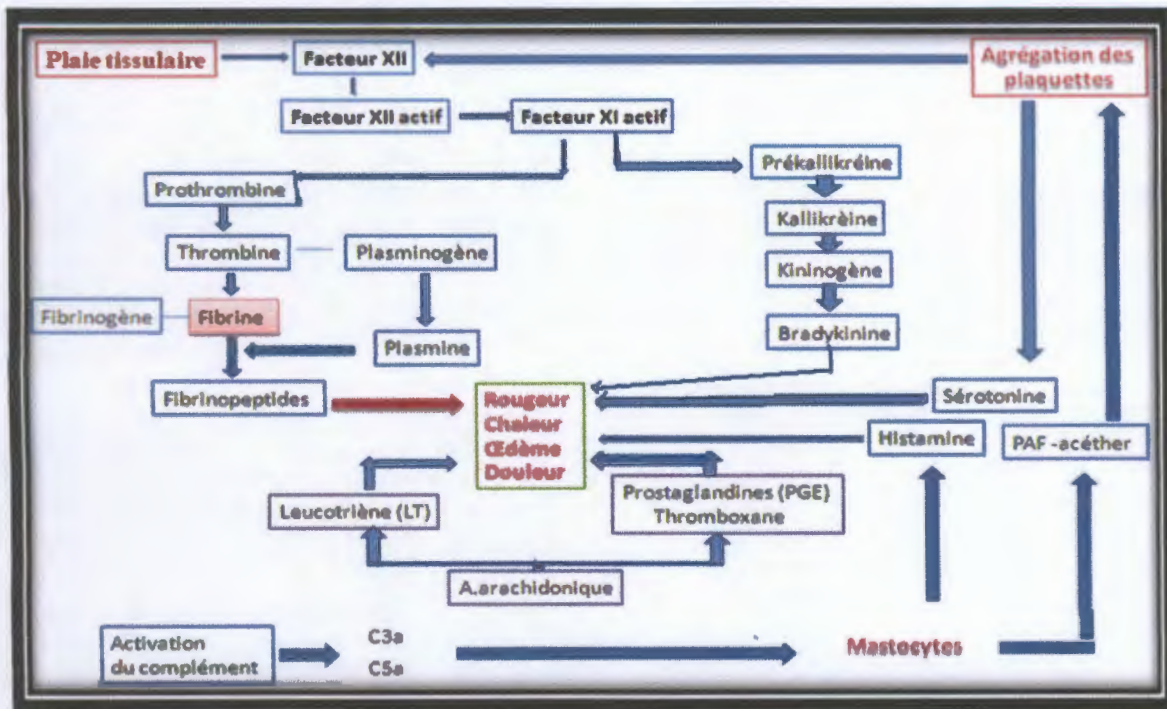 Plaie tissulaire
Facteur XII
Agrégation des
plaquettes
Facteur XII actif
Facteur XI actif
Prékallikréine
Prothrombine
Kallikrèine
Thrombine
Plasminogène
Kininogène
Fibrinogène
Fibrine
Plasmine
Bradykinine
Fibrinopeptides
Rougeur
Chaleur
Œdème
Douleur
Sérotonine
Histamine
PAF -acéther
Leucotriène (LT)
Prostaglandines (PGE)
Thromboxane
A.arachidonique
Activation
du complément
C3a
C5a
Mastocytes